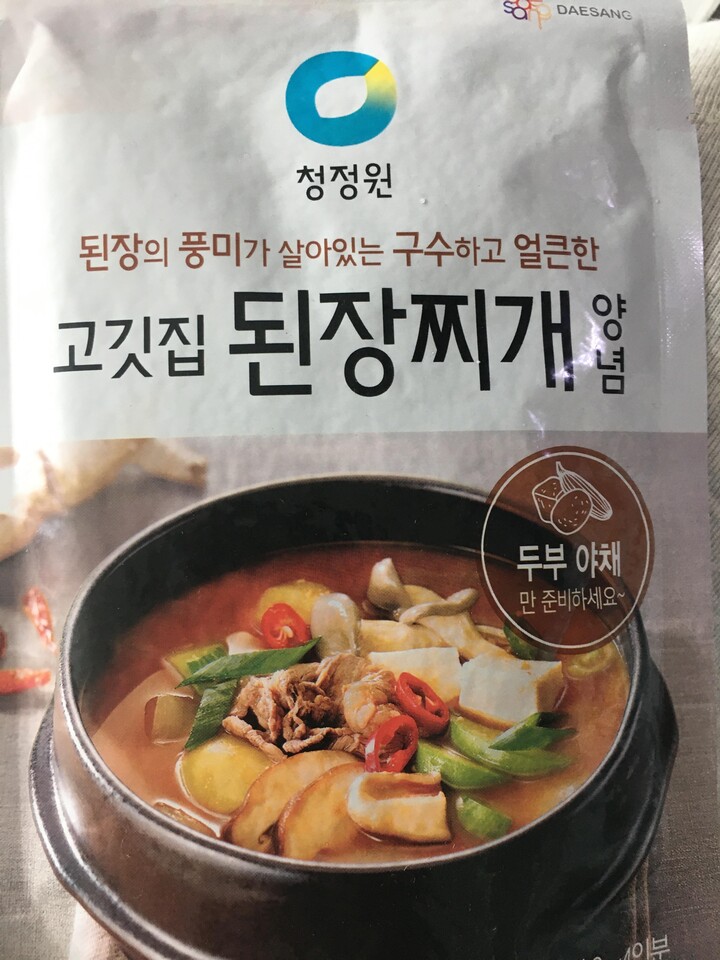 DAESANG
청정원
된장의 풍미가 살아있는 구수하고 얼큰한
고깃집 된장찌개 양념
두부 야채
만 준비하세요~